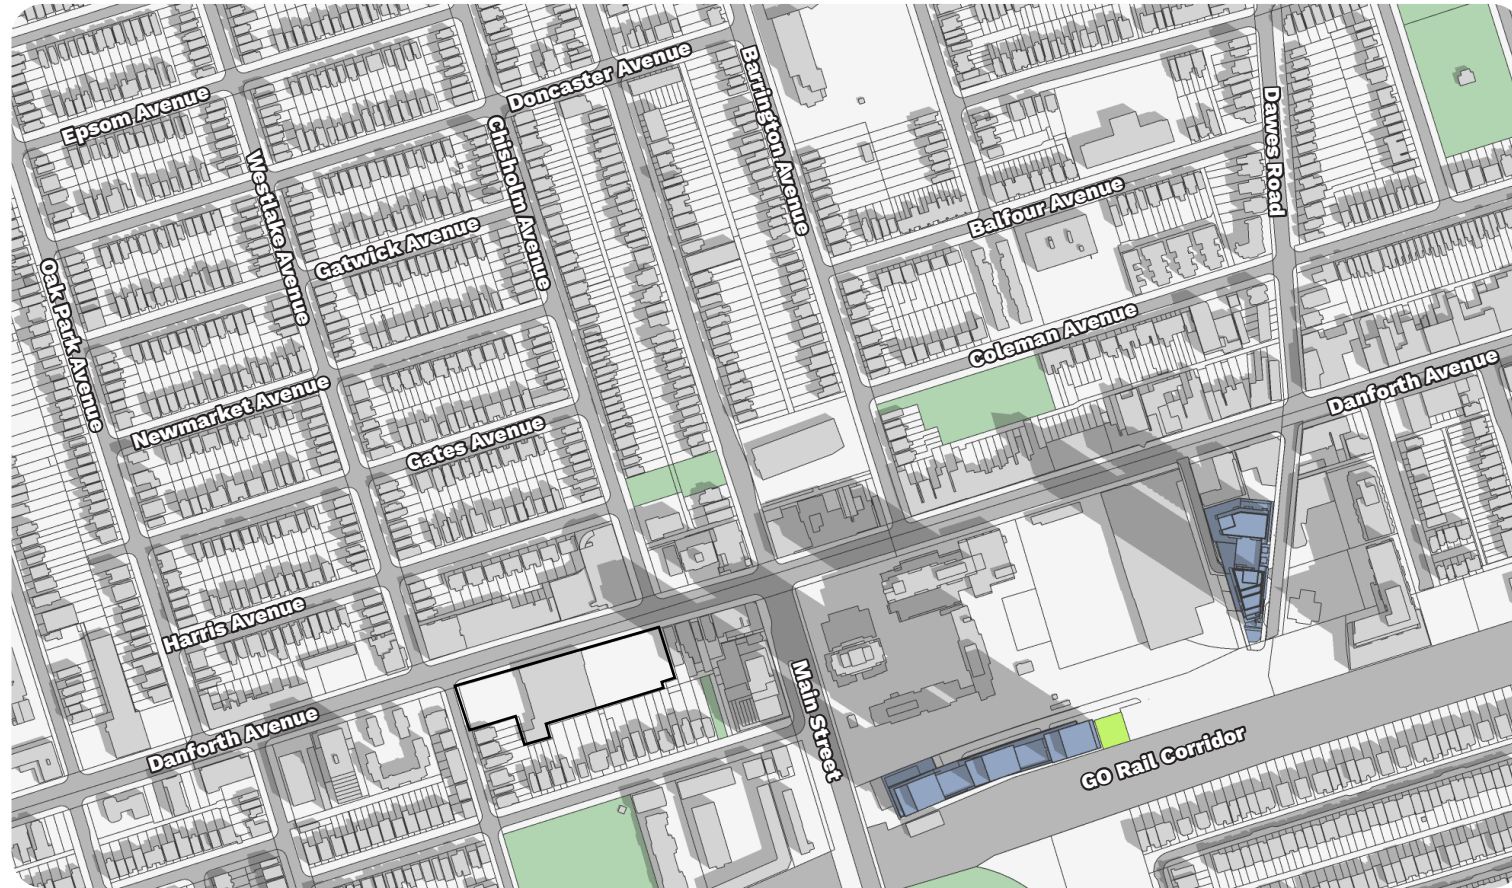 Doncaster Avenue
Epsom Avenue
Barrington Avenue
Dawes Road
Chisholm Avenue
Westlake Avenue
Balfour Avenue
Gatwick Avenue
Oak Park Avenue
Coleman Avenue
Danforth Avenue
Newmarket Avenue
Gates Avenue
Harris Avenue
Main Street
Danforth Avenue
GO Rail Corridor